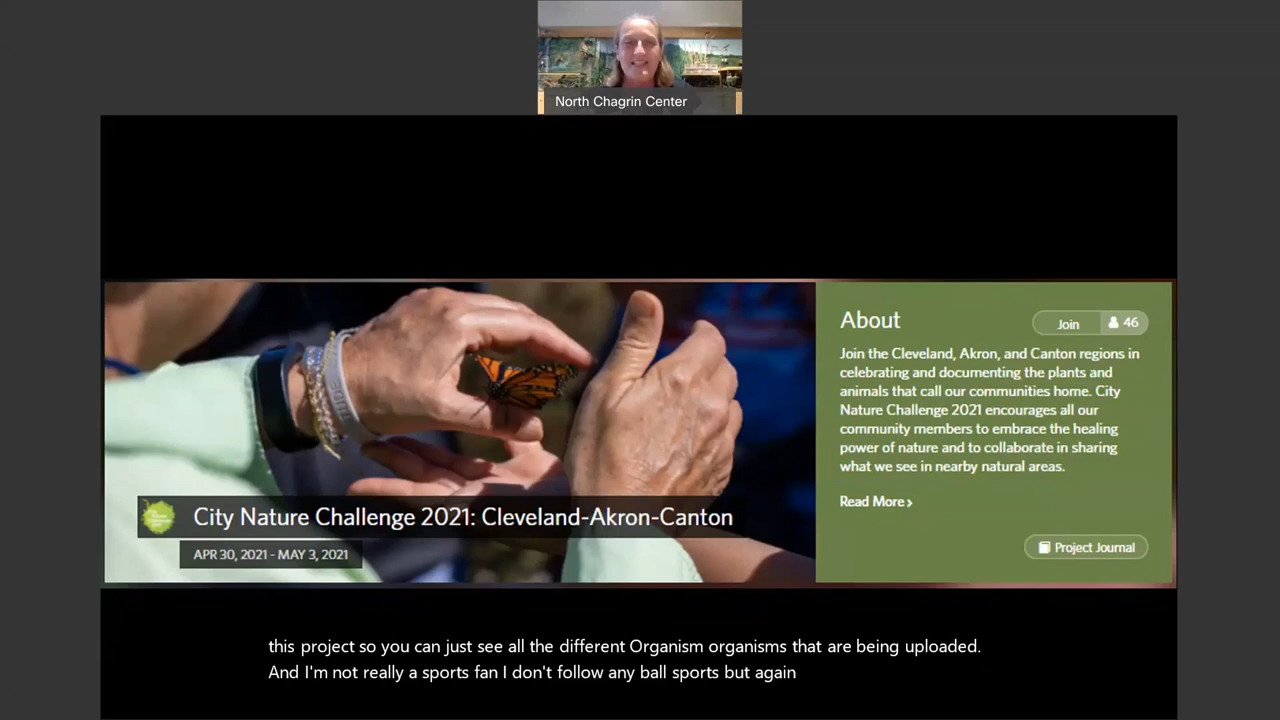 North Chagrin Center
About
Join
46
Join the Cleveland, Akron, and Canton regions in
celebrating and documenting the plants and
animals that call our communities home. City
Nature Challenge 2021 encourages all our
community members to embrace the healing
power of nature and to collaborate in sharing
what we see in nearby natural areas.
Read More ›
City Nature Challenge 2021: Cleveland-Akron-Canton
APR 30, 2021 - MAY 3, 2021
Project Journal
this project so you can just see all the different Organism organisms that are being uploaded.
And I'm not really a sports fan I don't follow any ball sports but again